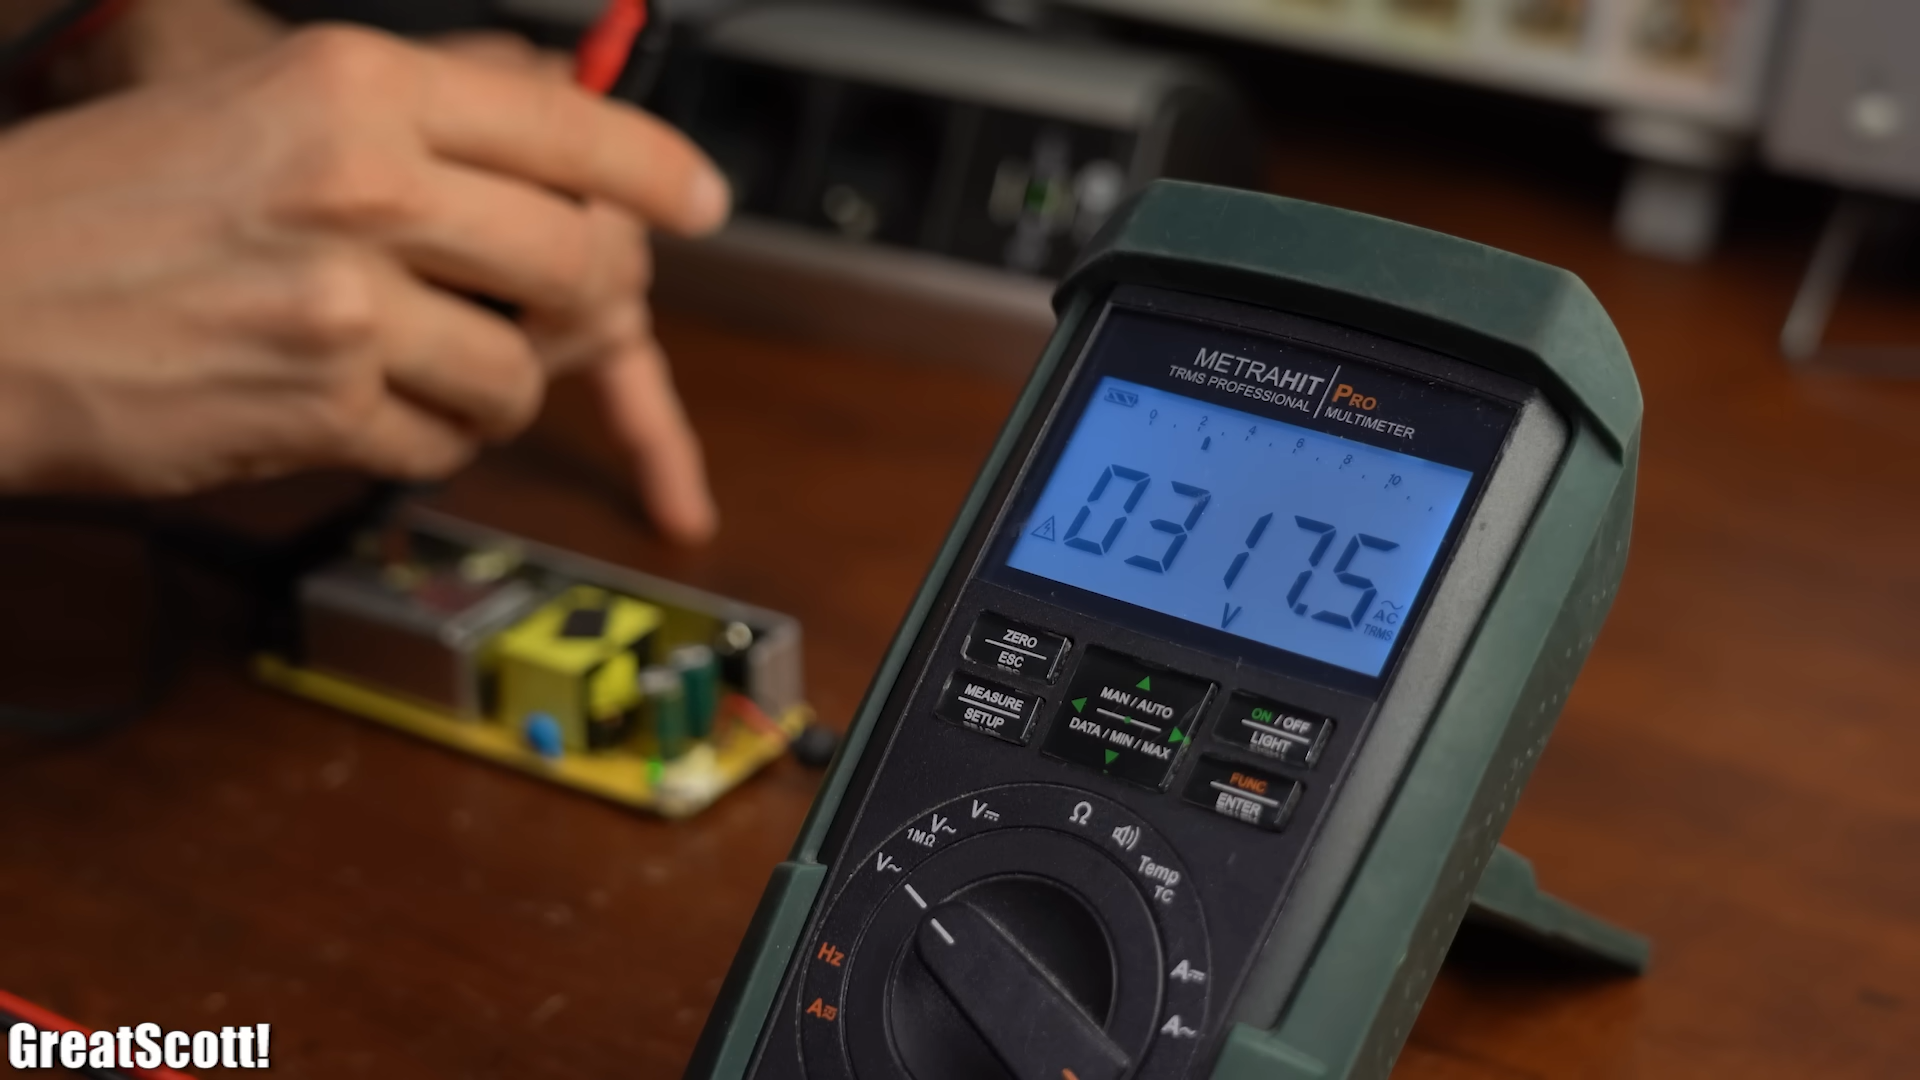 METRAHIT PRO
TRMS PROFESSIONAL MULTIMETER
0 2 4 6 8 10
0317.5
V
AC
TRMS
ZERO
ESC
MEASURE
SETUP
MAN / AUTO
DATA / MIN / MAX
ON / OFF
LIGHT
FUNC
ENTER
V~
1MΩ
V~
V⎓
Ω
Temp
TC
Hz
A
A⎓
A~
GreatScott!